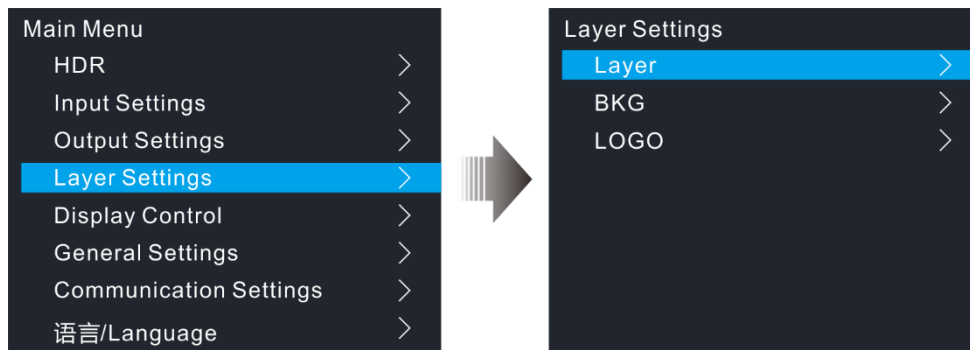 Main Menu
HDR
Input Settings
Output Settings
Layer Settings
Display Control
General Settings
Communication Settings
语言/Language
Layer Settings
Layer
BKG
LOGO